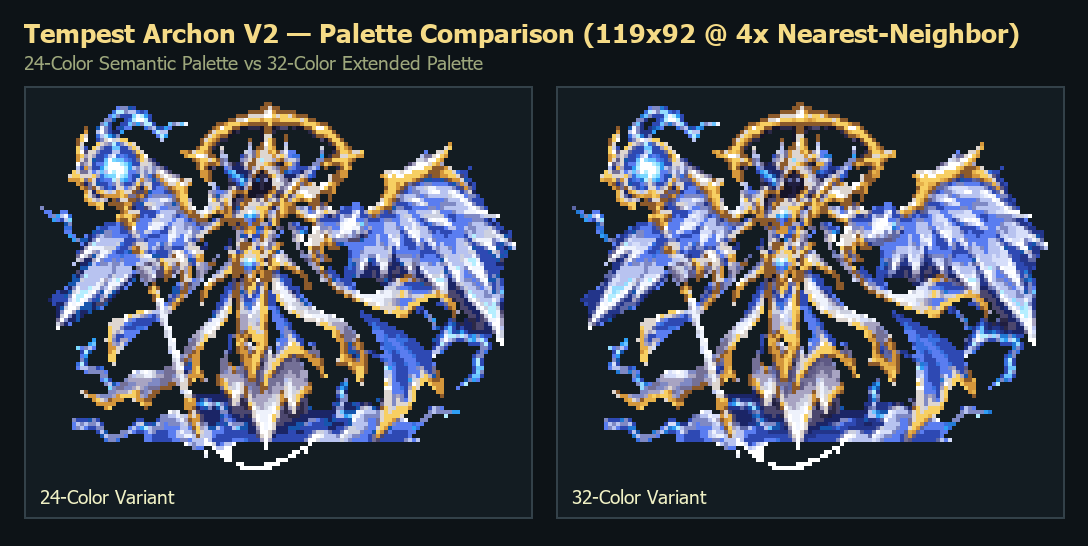 Tempest Archon V2 — Palette Comparison (119x92 @ 4x Nearest-Neighbor)
24-Color Semantic Palette vs 32-Color Extended Palette
24-Color Variant
32-Color Variant